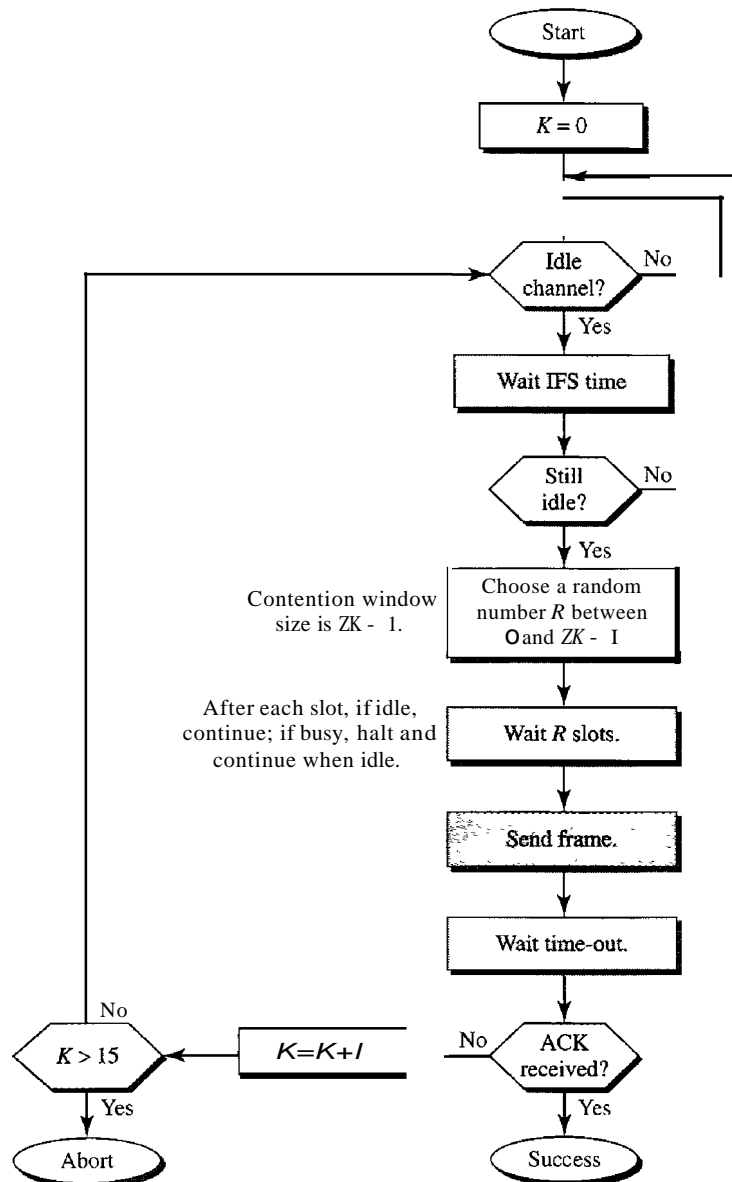 Start
K = 0
Idle
channel?
No
Yes
Wait IFS time
Still
idle?
No
Yes
Contention window
size is ZK - 1.
Choose a random
number R between
O and ZK - I
After each slot, if idle,
continue; if busy, halt and
continue when idle.
Wait R slots.
Send frame.
Wait time-out.
No
K > 15
K=K+I
No
ACK
received?
Yes
Yes
Abort
Success